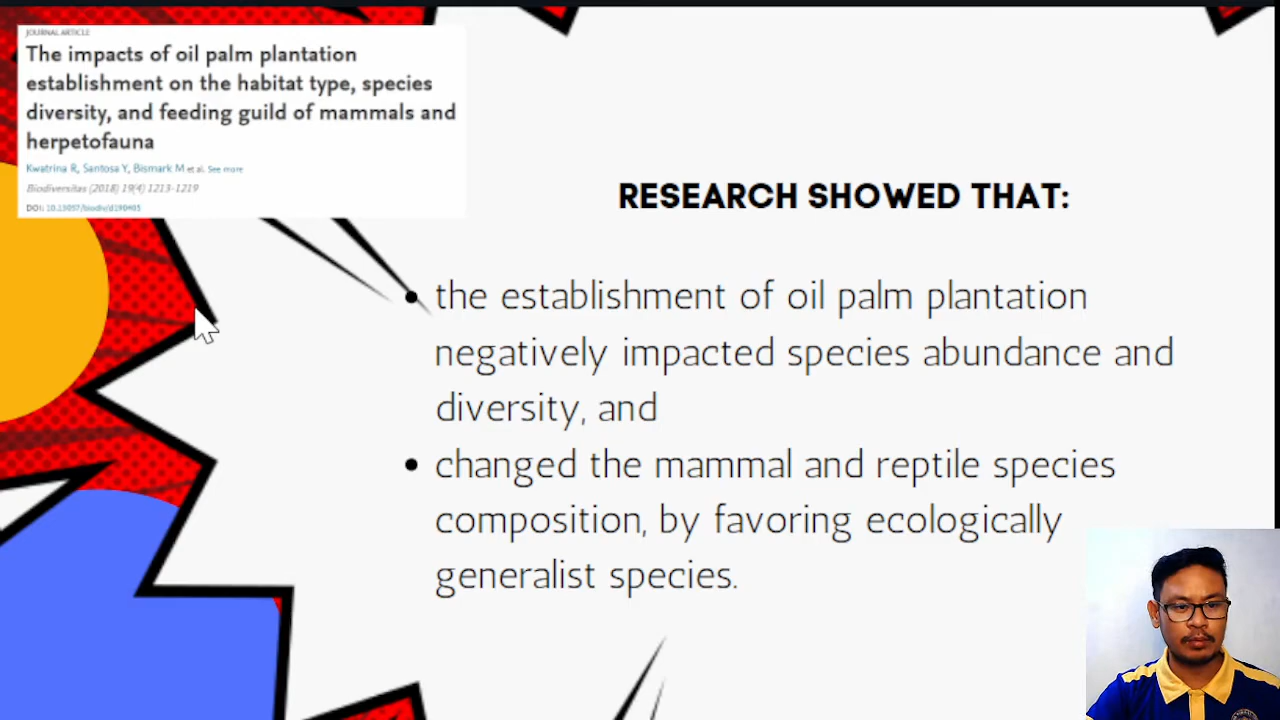 JOURNAL ARTICLE
The impacts of oil palm plantation
establishment on the habitat type, species
diversity, and feeding guild of mammals and
herpetofauna
Kwatrina R, Santosa Y, Bismark M et al. See more
Biodiversitas (2018) 19(4) 1213-1219
DOI: 10.13057/biodiv/d190405
RESEARCH SHOWED THAT:
• the establishment of oil palm plantation
negatively impacted species abundance and
diversity, and
• changed the mammal and reptile species
composition, by favoring ecologically
generalist species.